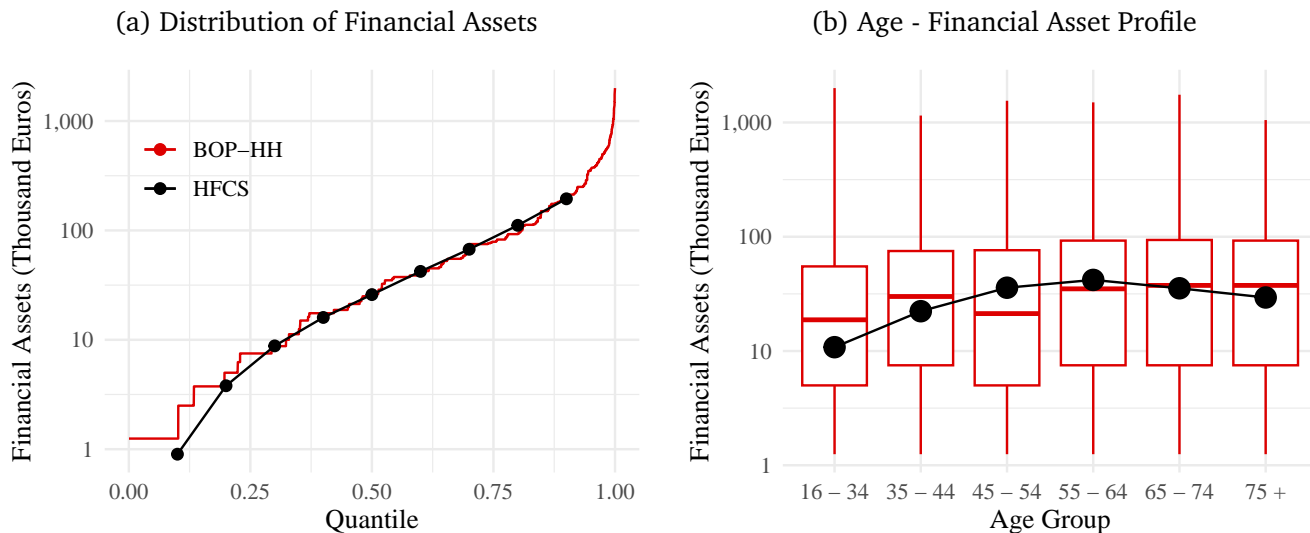 (a) Distribution of Financial Assets
Financial Assets (Thousand Euros)
1,000
100
10
1
BOP−HH
HFCS
0.00 0.25 0.50 0.75 1.00
Quantile
(b) Age - Financial Asset Profile
Financial Assets (Thousand Euros)
1,000
100
10
1
16 − 34 35 − 44 45 − 54 55 − 64 65 − 74 75 +
Age Group